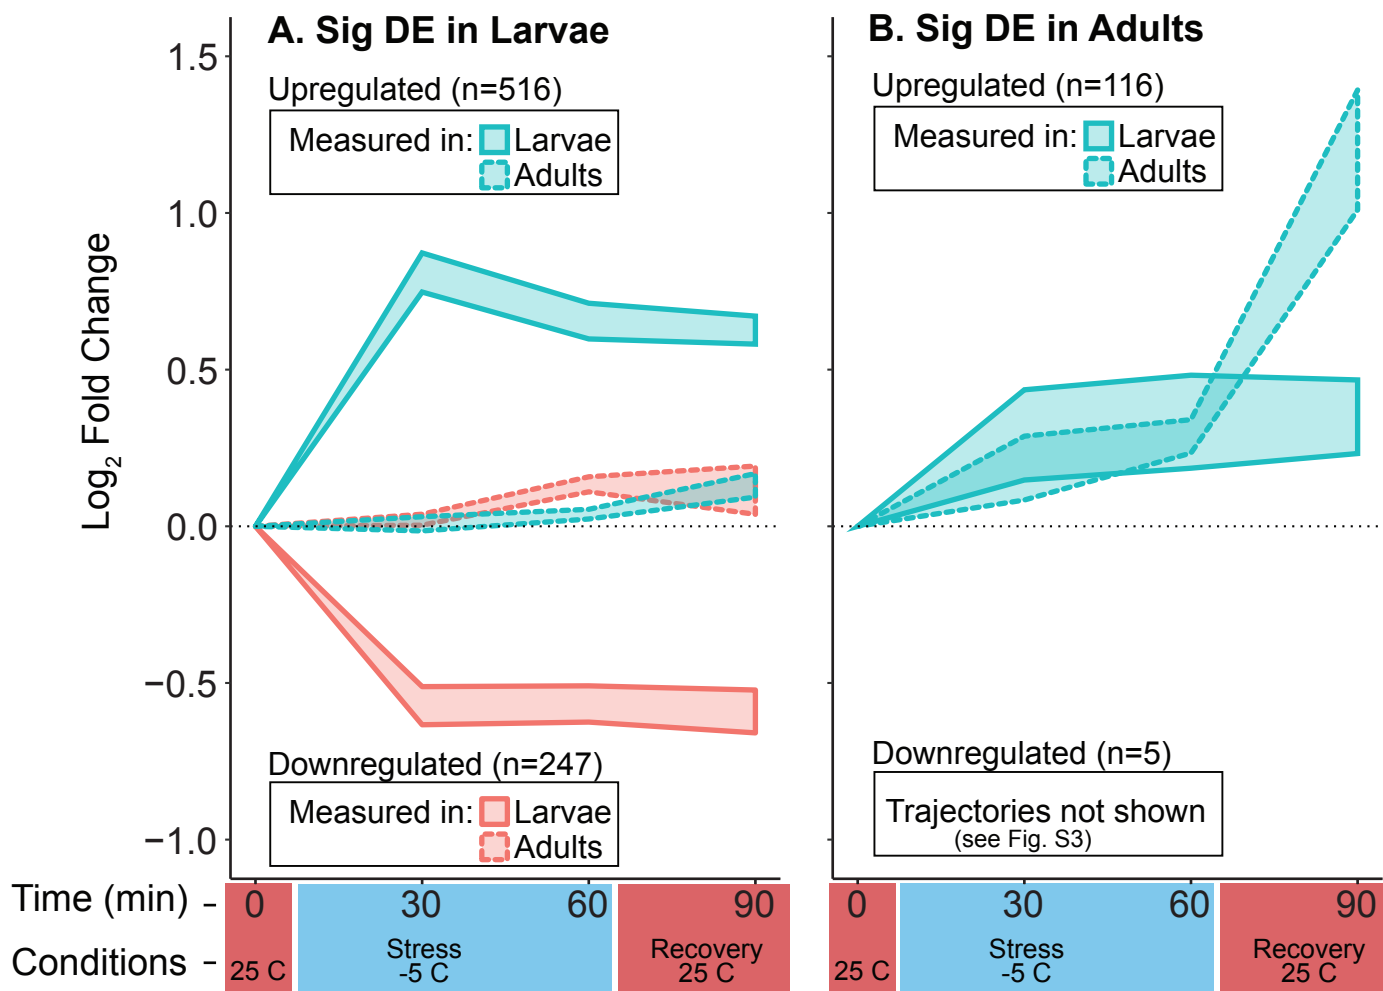 A. Sig DE in Larvae
Upregulated (n=516)
Measured in: Larvae
Adults
B. Sig DE in Adults
Upregulated (n=116)
Measured in: Larvae
Adults
Log2 Fold Change
1.5
1.0
0.5
0.0
−0.5
−1.0
Downregulated (n=247)
Measured in: Larvae
Adults
Downregulated (n=5)
Trajectories not shown
(see Fig. S3)
Time (min) - 0 30 60 90 0 30 60 90
Conditions - 25 C Stress -5 C Recovery 25 C 25 C Stress -5 C Recovery 25 C